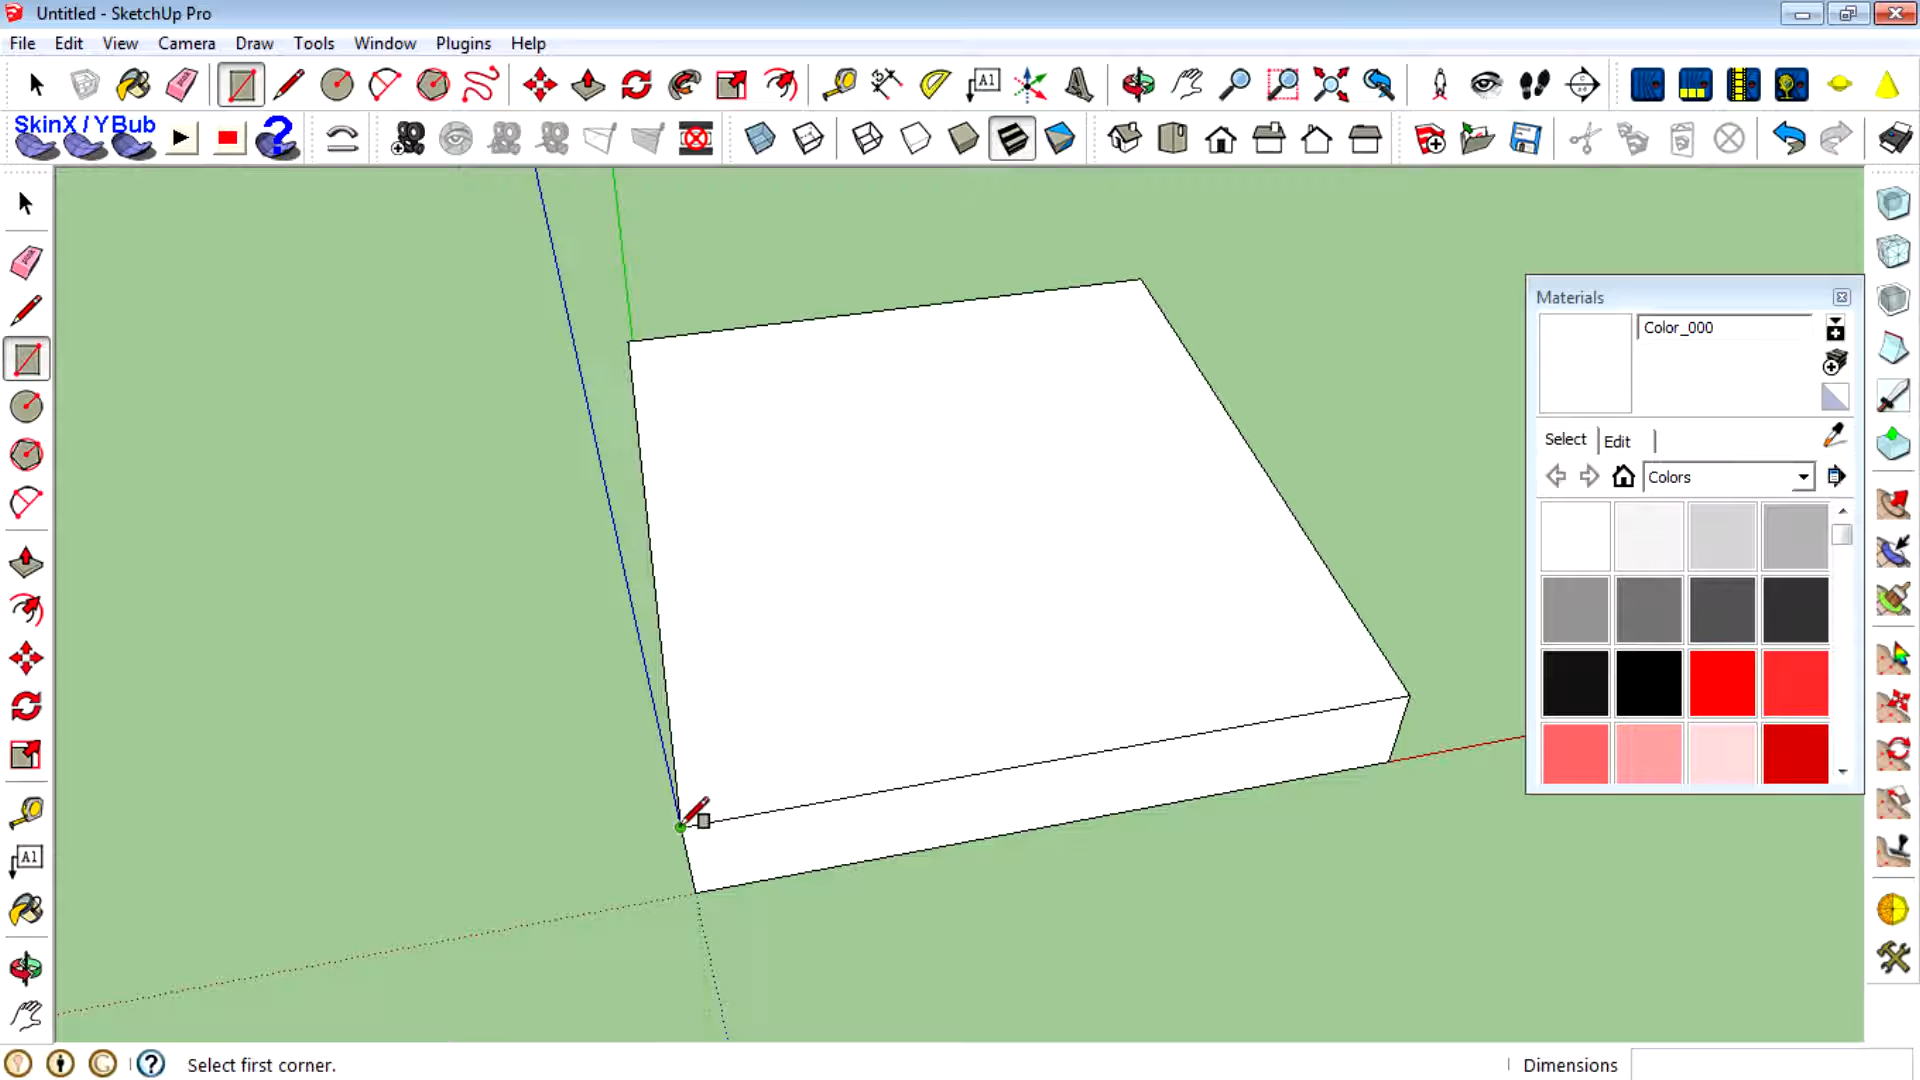 Untitled - SketchUp Pro
File Edit View Camera Draw Tools Window Plugins Help
A1
SkinX / YBub
?
Materials
Color_000
Select Edit
Colors
A1
? Select first corner. Dimensions